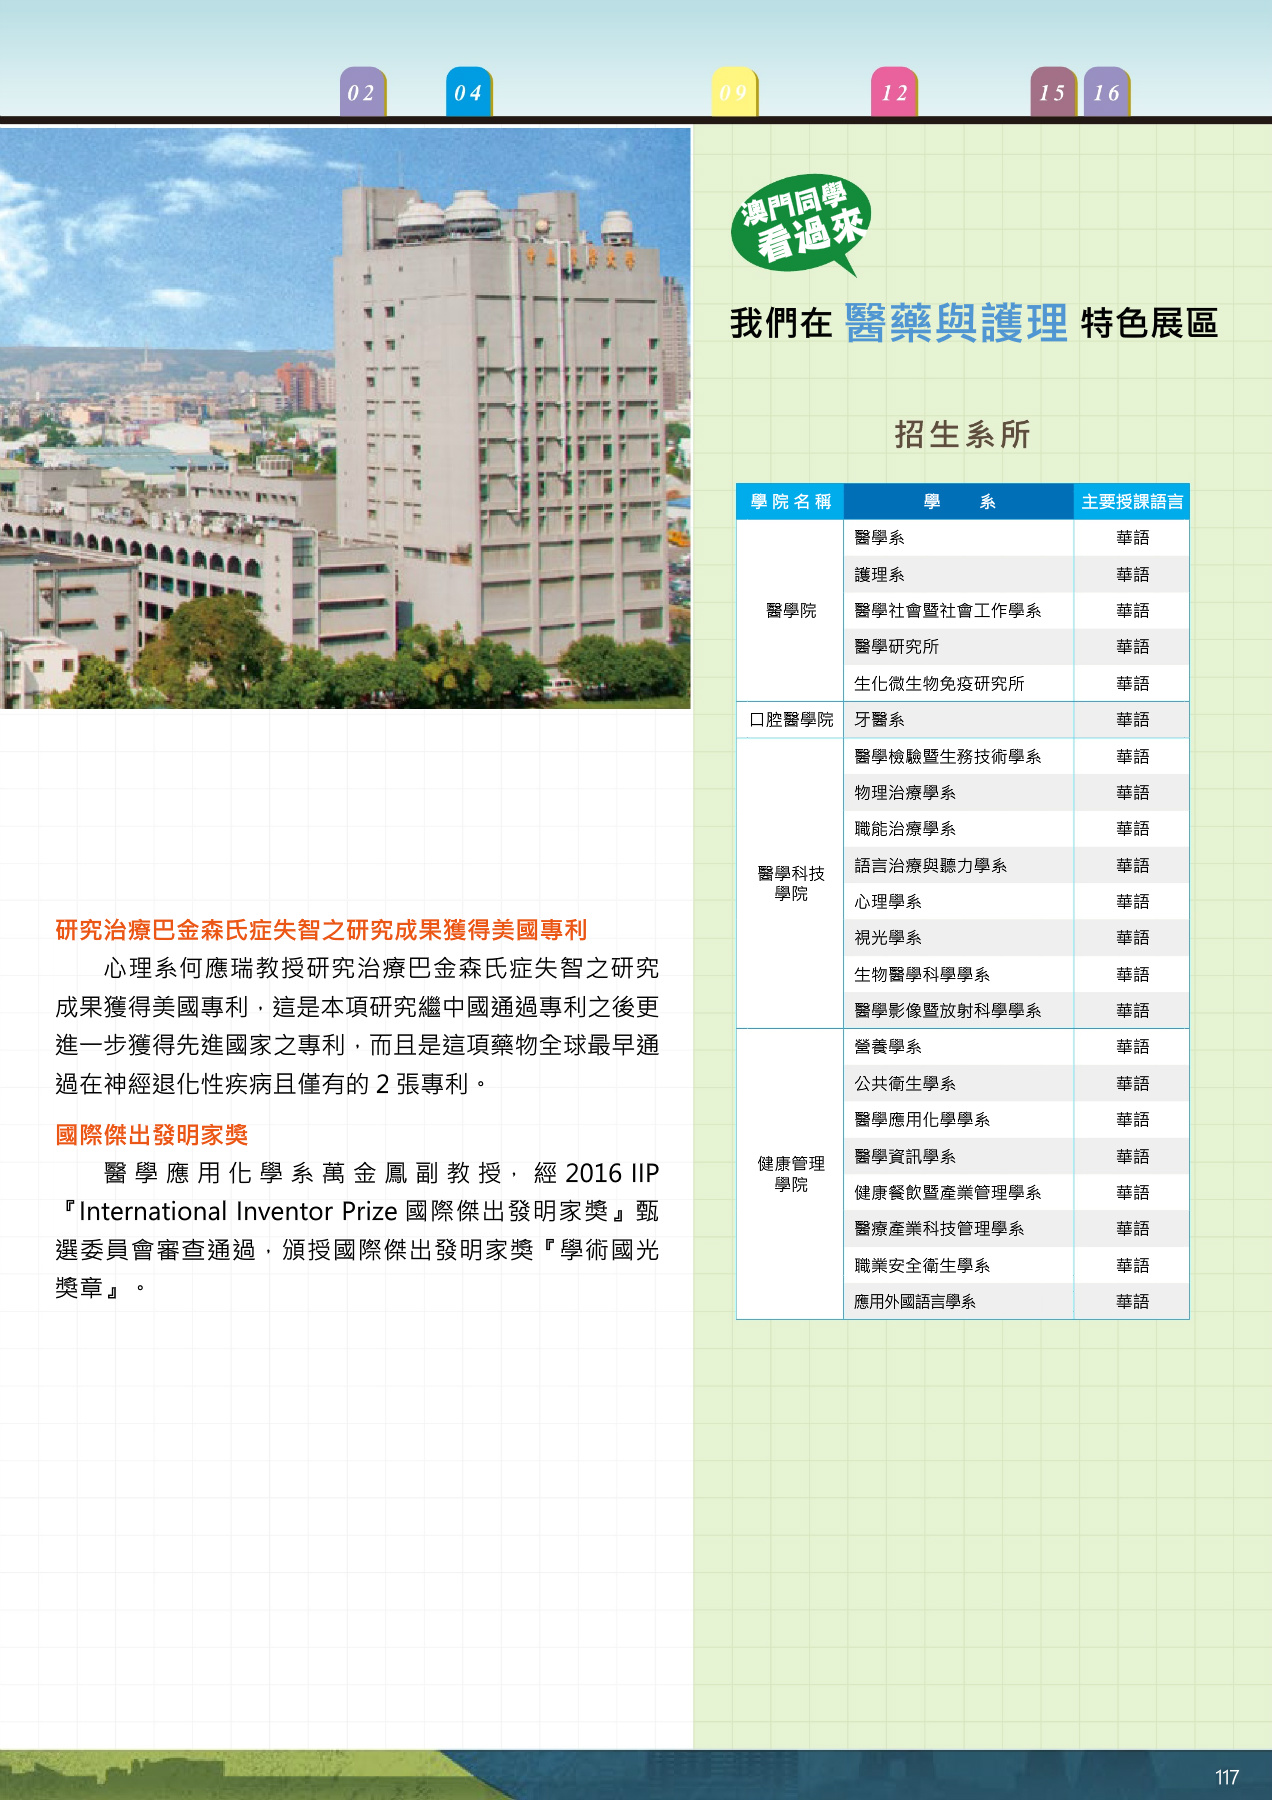 02
04
09
12
15
16
中山醫學大學
澳門同學
看過來
我們在 醫藥與護理 特色展區
招生系所
學院名稱 學 系 主要授課語言
醫學院
醫學系 華語
護理系 華語
醫學社會暨社會工作學系 華語
醫學研究所 華語
生化微生物免疫研究所 華語
口腔醫學院 牙醫系 華語
醫學科技
學院
醫學檢驗暨生務技術學系 華語
物理治療學系 華語
職能治療學系 華語
語言治療與聽力學系 華語
心理學系 華語
視光學系 華語
生物醫學科學學系 華語
醫學影像暨放射科學學系 華語
健康管理
學院
營養學系 華語
公共衛生學系 華語
醫學應用化學學系 華語
醫學資訊學系 華語
健康餐飲暨產業管理學系 華語
醫療產業科技管理學系 華語
職業安全衛生學系 華語
應用外國語言學系 華語
研究治療巴金森氏症失智之研究成果獲得美國專利
心理系何應瑞教授研究治療巴金森氏症失智之研究
成果獲得美國專利，這是本項研究繼中國通過專利之後更
進一步獲得先進國家之專利，而且是這項藥物全球最早通
過在神經退化性疾病且僅有的 2 張專利。
國際傑出發明家獎
醫學應用化學系萬金鳳副教授，經 2016 IIP
『International Inventor Prize 國際傑出發明家獎』甄
選委員會審查通過，頒授國際傑出發明家獎『學術國光
獎章』。
117